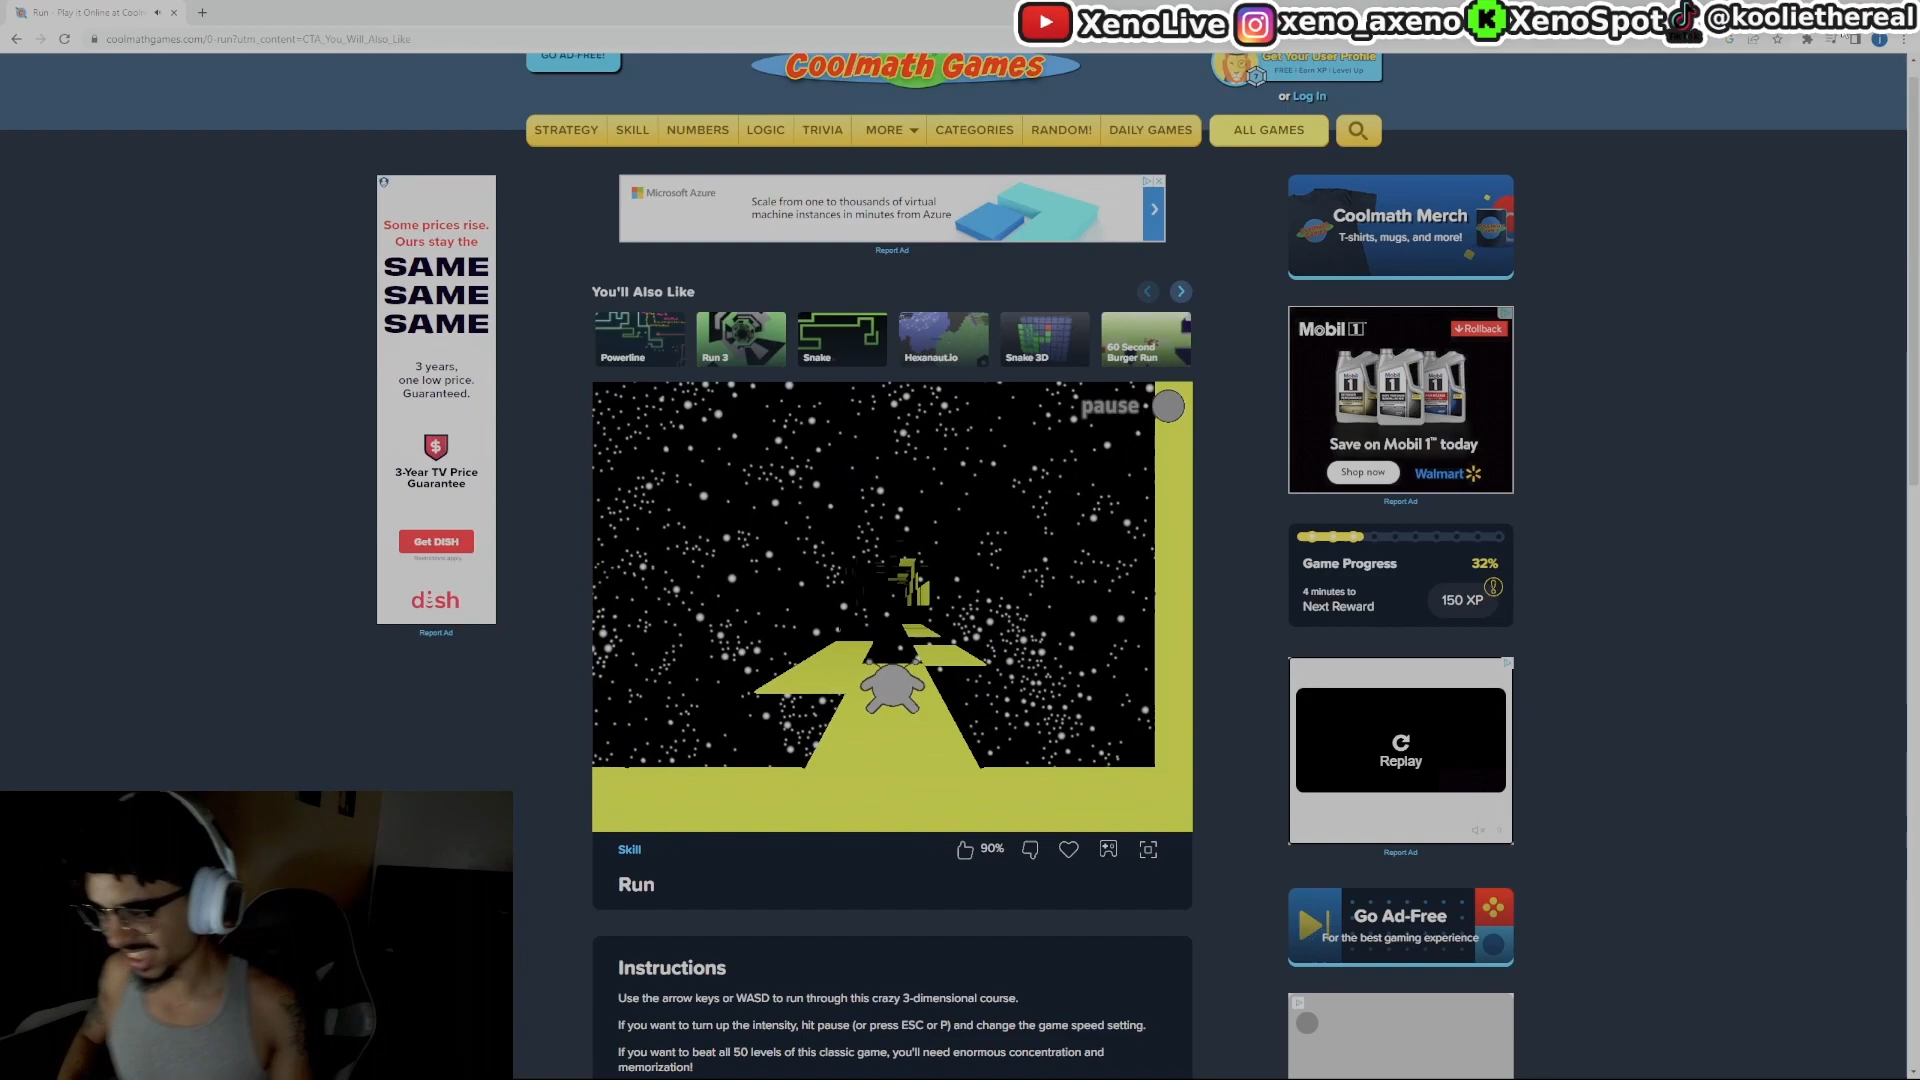 Run - Play it Online at Coolm
coolmathgames.com/0-run?utm_content=CTA_You_Will_Also_Like
XenoLive
xeno_axeno
XenoSpot
@kooliethereal
GO AD-FREE!
Coolmath Games
Get Your User Profile
FREE | Earn XP | Level Up
or Log In
STRATEGY
SKILL
NUMBERS
LOGIC
TRIVIA
MORE
CATEGORIES
RANDOM!
DAILY GAMES
ALL GAMES
Some prices rise.
Ours stay the
SAME
SAME
SAME
3 years,
one low price.
Guaranteed.
3-Year TV Price
Guarantee
Get DISH
Restrictions apply.
dish
Report Ad
Microsoft Azure
Scale from one to thousands of virtual
machine instances in minutes from Azure
Report Ad
You'll Also Like
Powerline
Run 3
Snake
Hexanaut.io
Snake 3D
60 Second
Burger Run
pause
Skill
90%
Run
Instructions
Use the arrow keys or WASD to run through this crazy 3-dimensional course.
If you want to turn up the intensity, hit pause (or press ESC or P) and change the game speed setting.
If you want to beat all 50 levels of this classic game, you'll need enormous concentration and
memorization!
Coolmath Merch
T-shirts, mugs, and more!
Mobil 1
Rollback
Save on Mobil 1™ today
Shop now
Walmart
Report Ad
Game Progress
32%
4 minutes to
Next Reward
150 XP
Replay
Report Ad
Go Ad-Free
For the best gaming experience